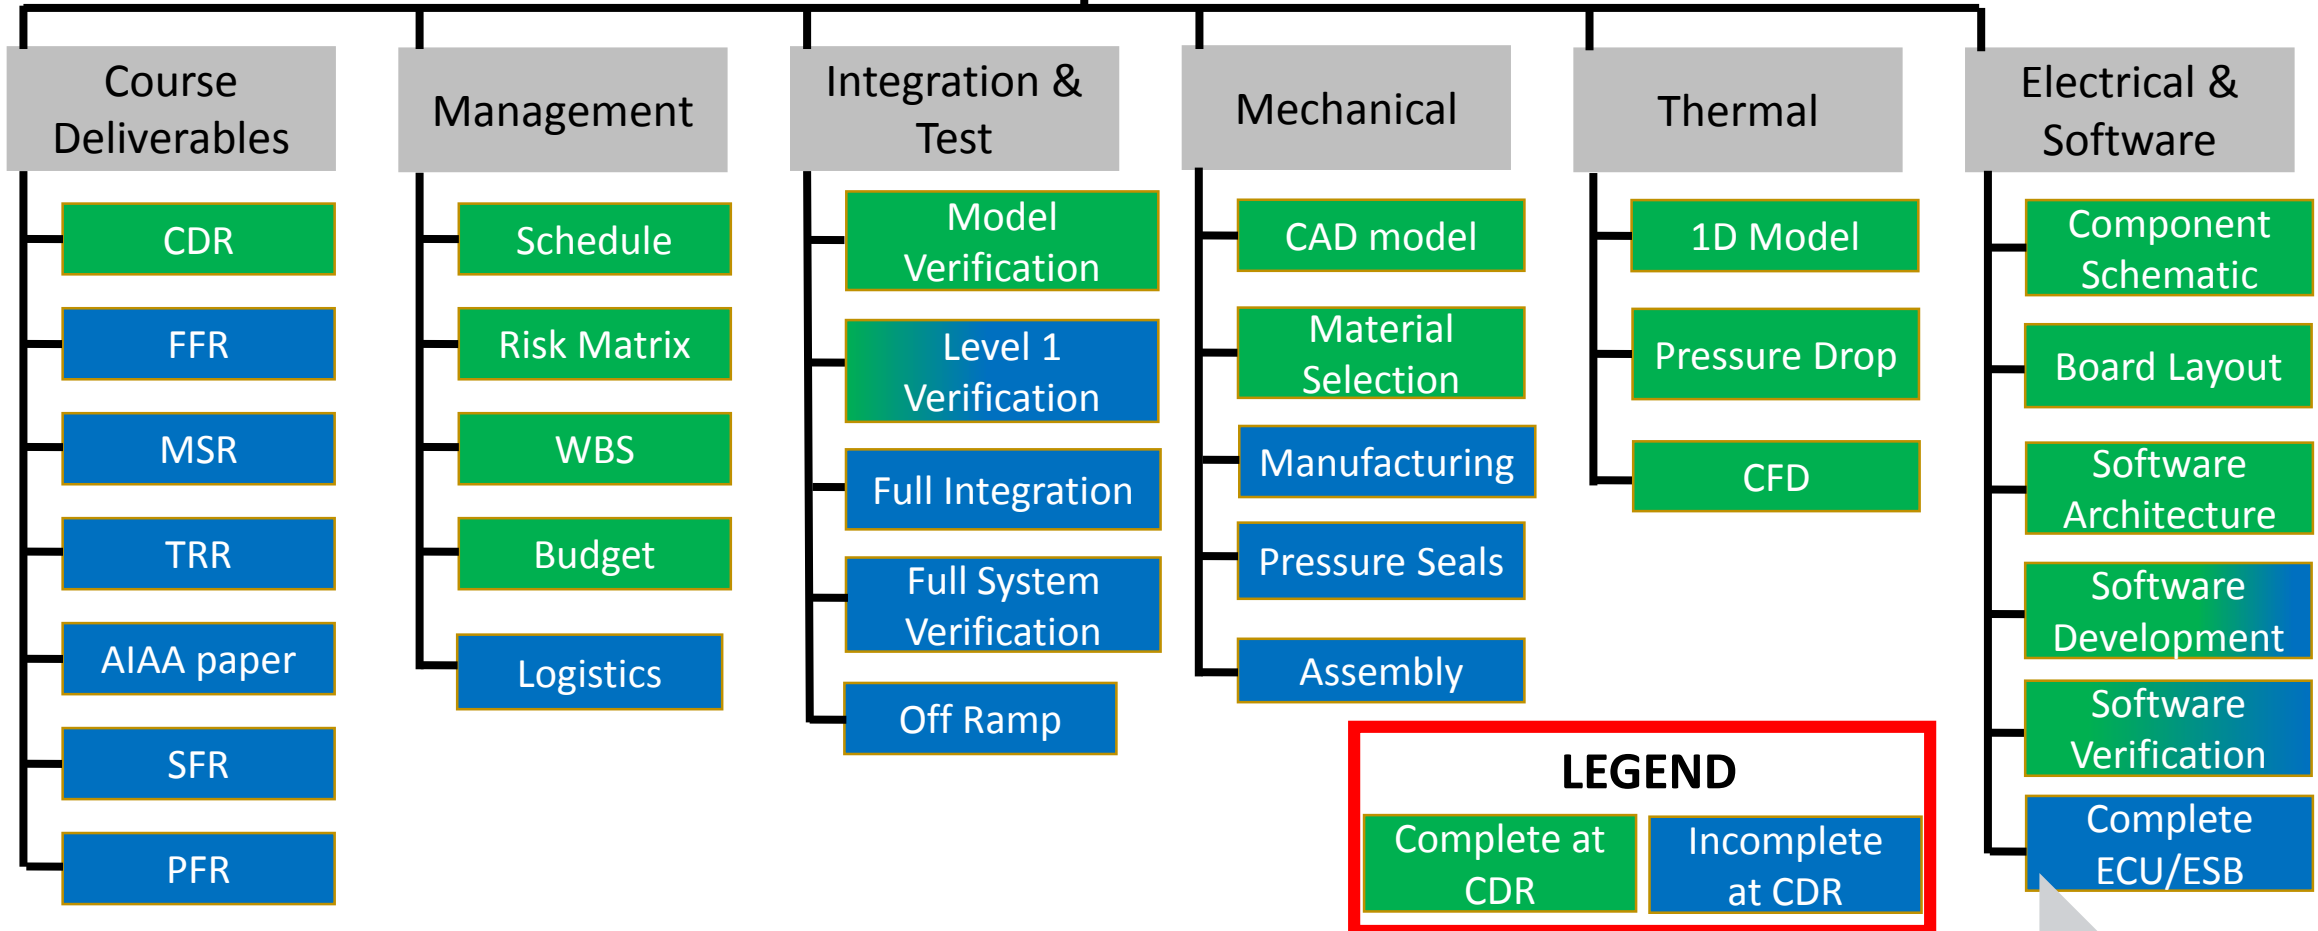 Course
Deliverables
CDR
FFR
MSR
TRR
AIAA paper
SFR
PFR
Management
Schedule
Risk Matrix
WBS
Budget
Logistics
Integration &
Test
Model
Verification
Level 1
Verification
Full Integration
Full System
Verification
Off Ramp
Mechanical
CAD model
Material
Selection
Manufacturing
Pressure Seals
Assembly
Thermal
1D Model
Pressure Drop
CFD
Electrical &
Software
Component
Schematic
Board Layout
Software
Architecture
Software
Development
Software
Verification
Complete
ECU/ESB
LEGEND
Complete at
CDR
Incomplete
at CDR